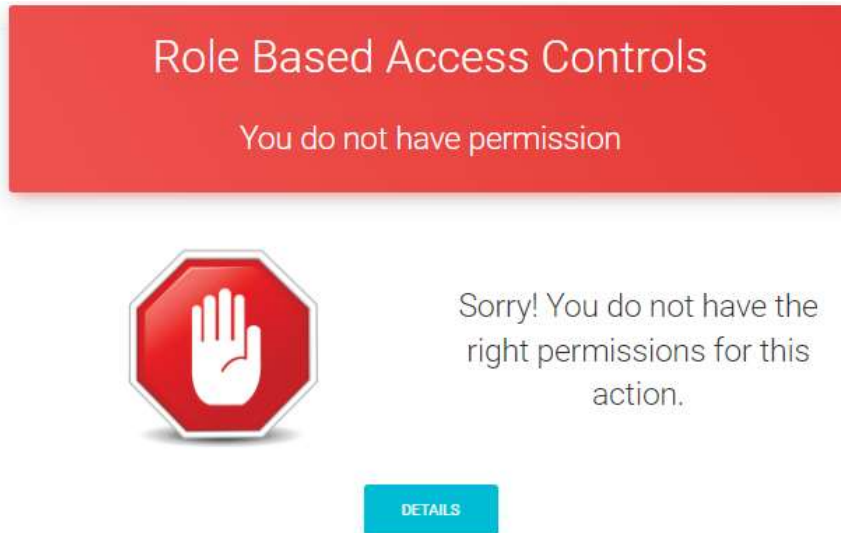 Role Based Access Controls
You do not have permission
Sorry! You do not have the
right permissions for this
action.
DETAILS